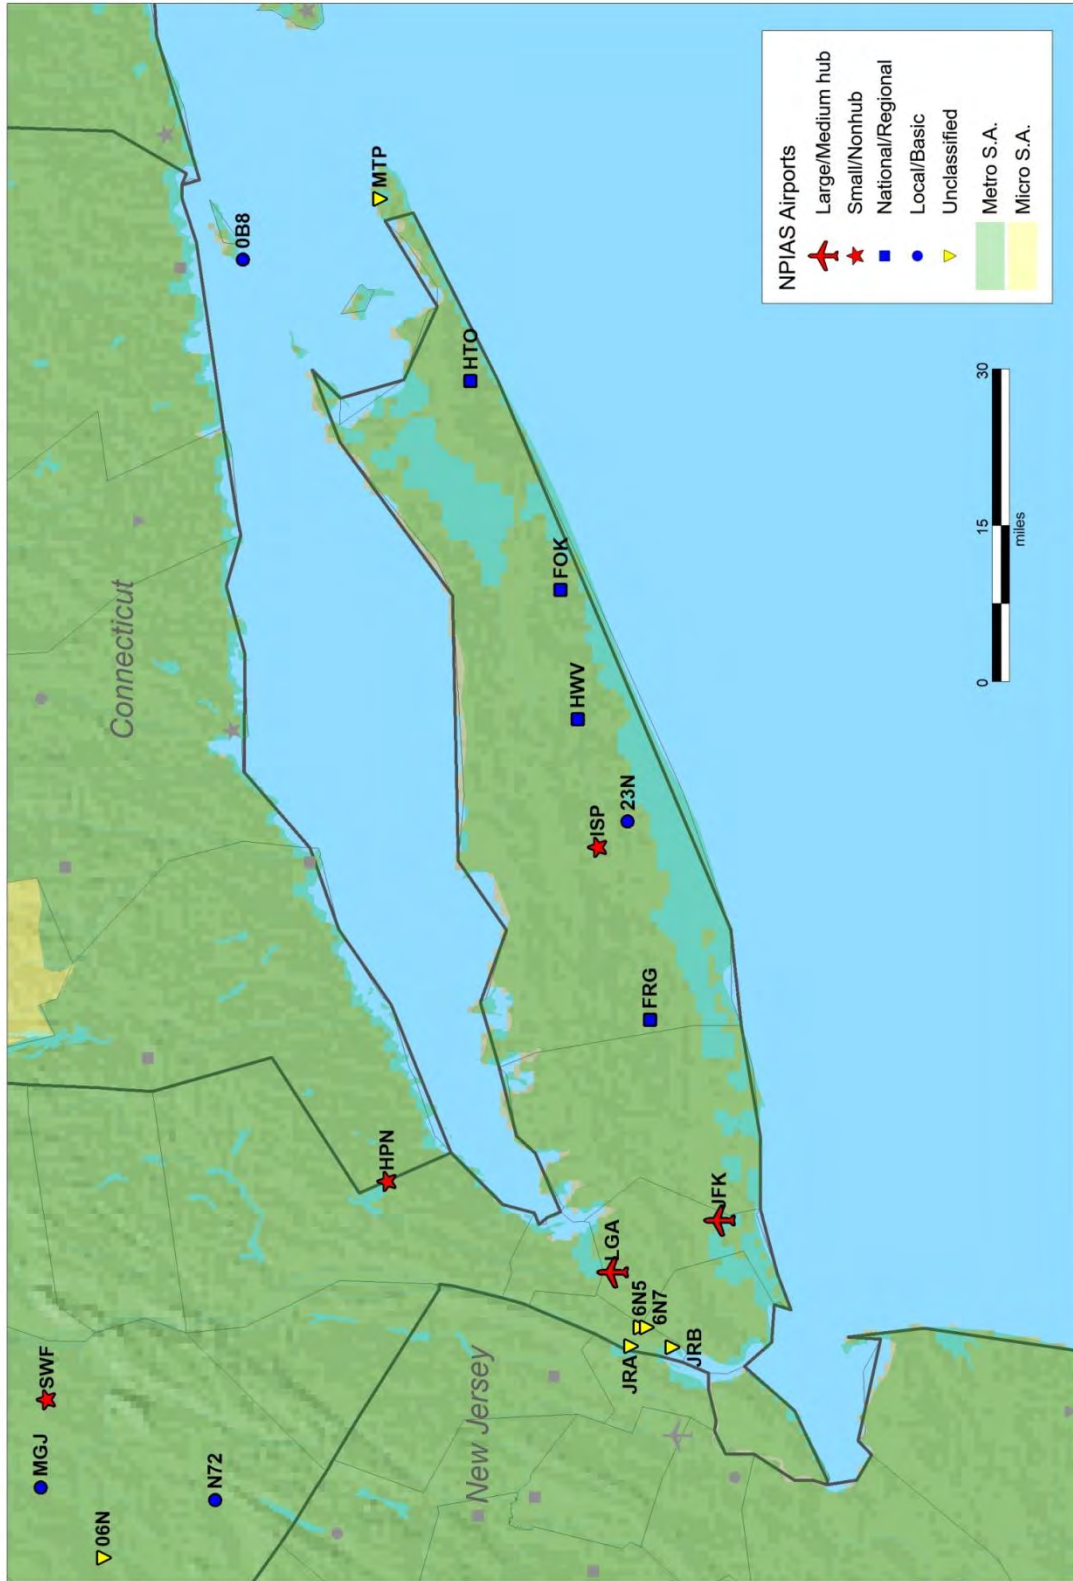 MGJ
SWF
06N
N72
HPN
Connecticut
0B8
MTP
New Jersey
LGA
JRA
6N5
6N7
JRB
JFK
FRG
ISP
23N
HWV
FOK
HTO
NPIAS Airports
Large/Medium hub
Small/Nonhub
National/Regional
Local/Basic
Unclassified
Metro S.A.
Micro S.A.
0
15
30
miles